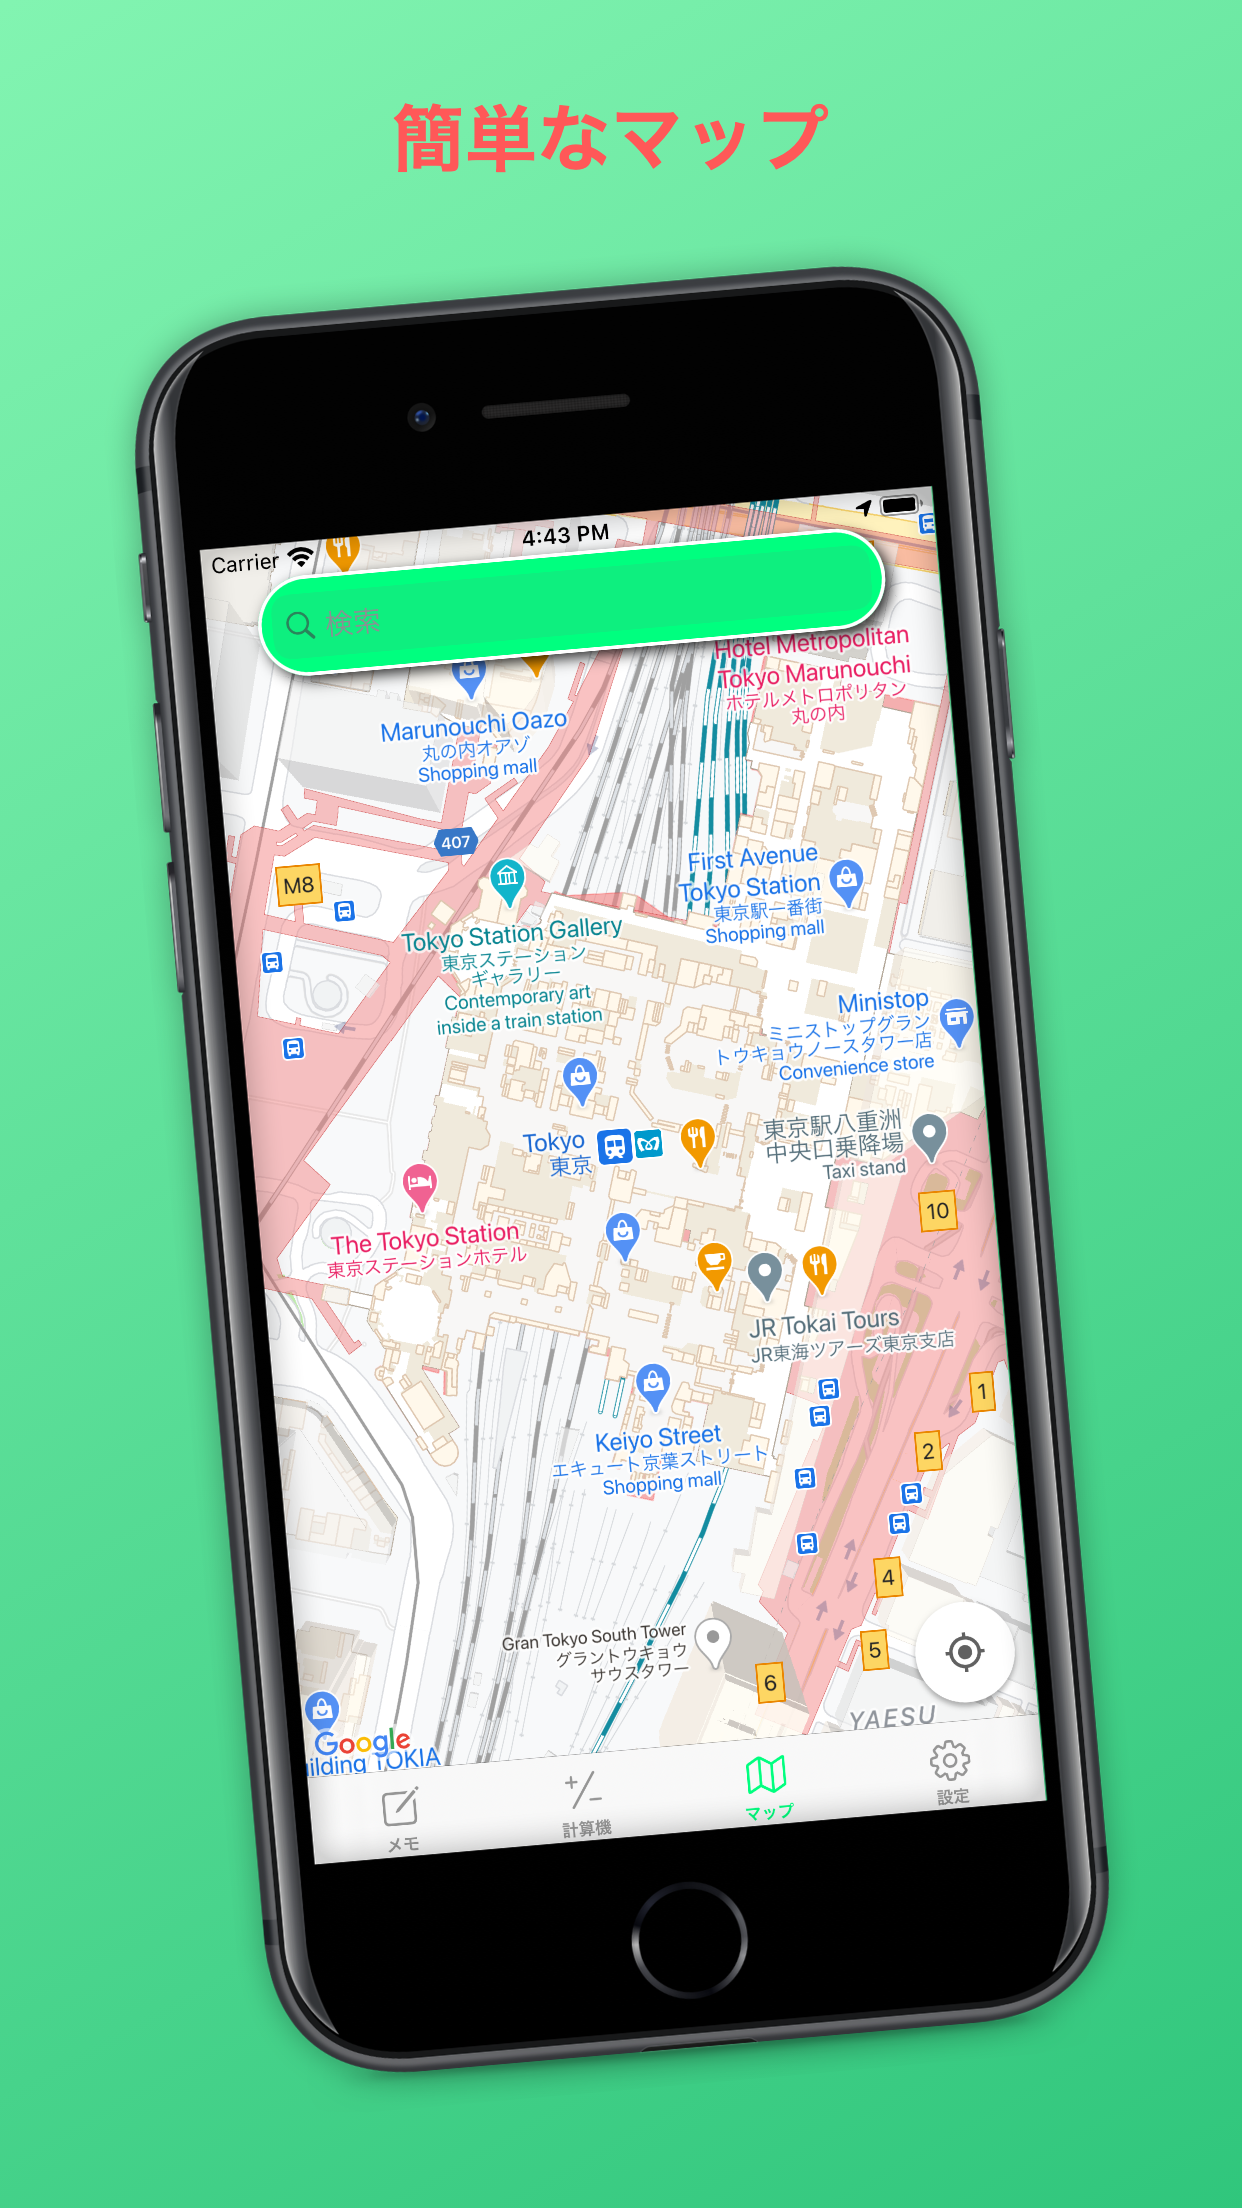 簡単なマップ
Carrier
4:43 PM
検索
Hotel Metropolitan
Tokyo Marunouchi
ホテルメトロポリタン
丸の内
Marunouchi Oazo
丸の内オアゾ
Shopping mall
407
M8
First Avenue
Tokyo Station
東京駅一番街
Shopping mall
Tokyo Station Gallery
東京ステーション
ギャラリー
Contemporary art
inside a train station
Ministop
ミニストップグラン
トウキョウノースタワー店
Convenience store
東京駅八重洲
中央口乗降場
Taxi stand
Tokyo
東京
10
The Tokyo Station
東京ステーションホテル
JR Tokai Tours
JR東海ツアーズ東京支店
1
Keiyo Street
エキュート京葉ストリート
Shopping mall
2
4
Gran Tokyo South Tower
グラントウキョウ
サウスタワー
5
6
YAESU
Google
ilding TOKIA
メモ
計算機
マップ
設定